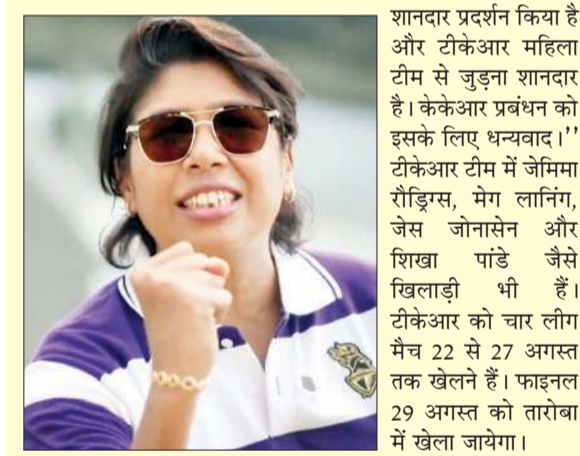 शानदार प्रदर्शन किया है
और टीकेआर महिला
टीम से जुड़ना शानदार
है। केकेआर प्रबंधन को
इसके लिए धन्यवाद।’’
टीकेआर टीम में जेमिमा
रौड्रिग्स, मेग लानिंग,
जेस जोनासेन और
शिखा पांडे जैसे
खिलाड़ी भी हैं।
टीकेआर को चार लीग
मैच 22 से 27 अगस्त
तक खेलने हैं। फाइनल
29 अगस्त को तारोबा
में खेला जायेगा।